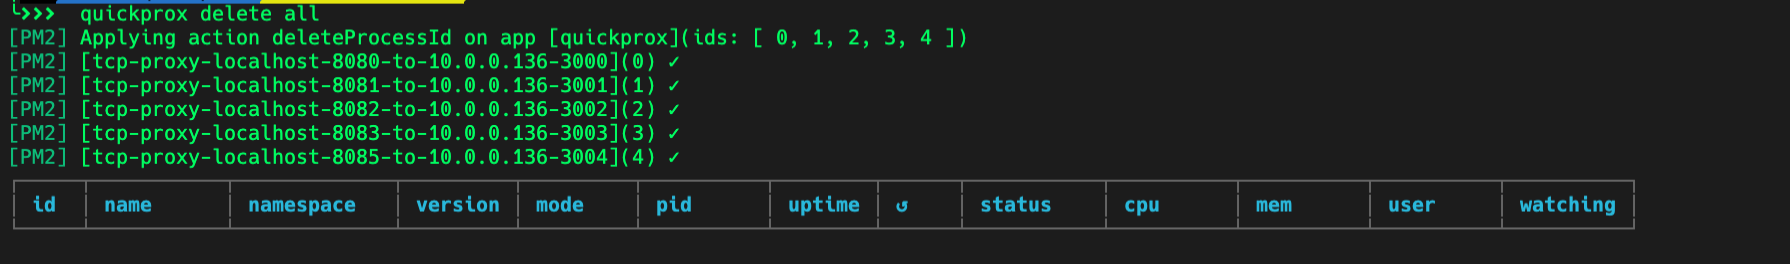 >>> quickprox delete all
[PM2] Applying action deleteProcessId on app [quickprox](ids: [ 0, 1, 2, 3, 4 ])
[PM2] [tcp-proxy-localhost-8080-to-10.0.0.136-3000](0) ✓
[PM2] [tcp-proxy-localhost-8081-to-10.0.0.136-3001](1) ✓
[PM2] [tcp-proxy-localhost-8082-to-10.0.0.136-3002](2) ✓
[PM2] [tcp-proxy-localhost-8083-to-10.0.0.136-3003](3) ✓
[PM2] [tcp-proxy-localhost-8085-to-10.0.0.136-3004](4) ✓
id name namespace version mode pid uptime ↺ status cpu mem user watching